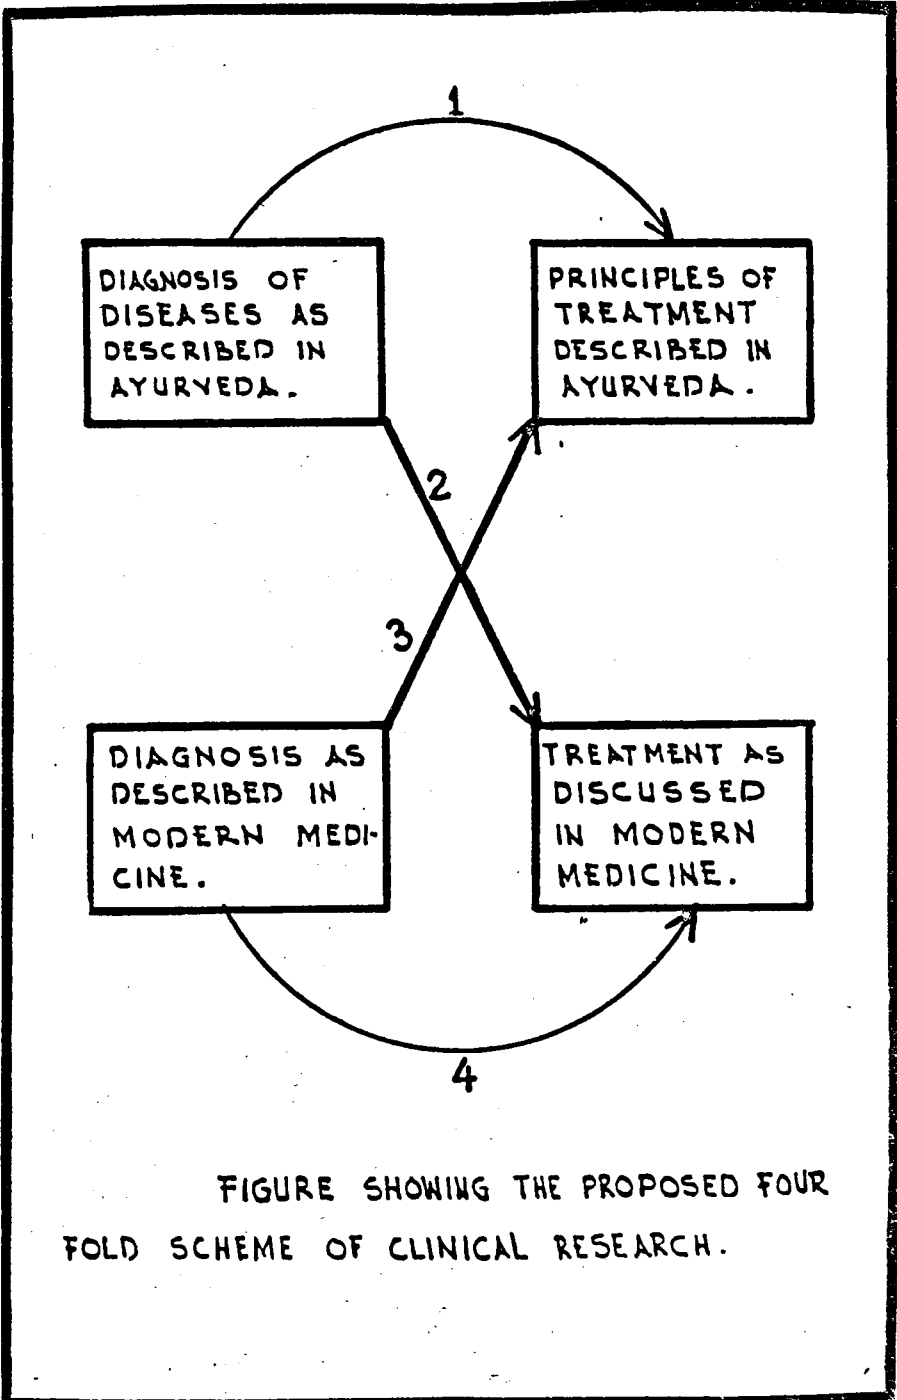 1
DIAGNOSIS OF
DISEASES AS
DESCRIBED IN
AYURVEDA.
PRINCIPLES OF
TREATMENT
DESCRIBED IN
AYURVEDA.
2
3
DIAGNOSIS AS
DESCRIBED IN
MODERN MEDI-
CINE.
TREATMENT AS
DISCUSSED
IN MODERN
MEDICINE.
4
FIGURE SHOWING THE PROPOSED FOUR
FOLD SCHEME OF CLINICAL RESEARCH.